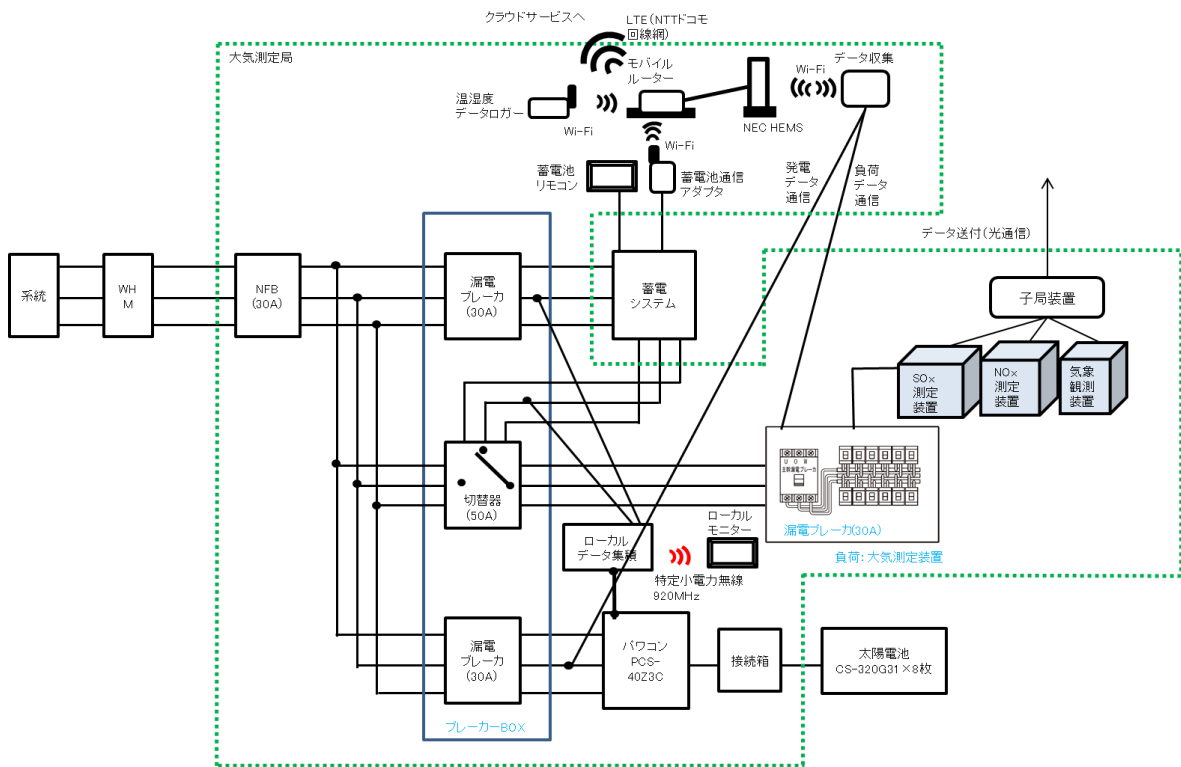 クラウドサービスへ
LTE(NTTドコモ
回線網)
大気測定局
モバイル
ルーター
Wi-Fi
データ収集
温湿度
データロガー
Wi-Fi
NEC HEMS
Wi-Fi
蓄電池
リモコン
蓄電池通信
アダプタ
発電
データ
通信
負荷
データ
通信
データ送付(光通信)
系統
WH
M
NFB
(30A)
漏電
ブレーカ
(30A)
蓄電
システム
子局装置
SOx
測定
装置
NOx
測定
装置
気象
観測
装置
切替器
(50A)
U O W
主幹漏電ブレーカ
漏電ブレーカ(30A)
負荷:大気測定装置
ローカル
データ集積
ローカル
モニター
特定小電力無線
920MHz
漏電
ブレーカ
(30A)
パワコン
PCS-
40Z3C
接続箱
太陽電池
CS-320G31×8枚
ブレーカーBOX